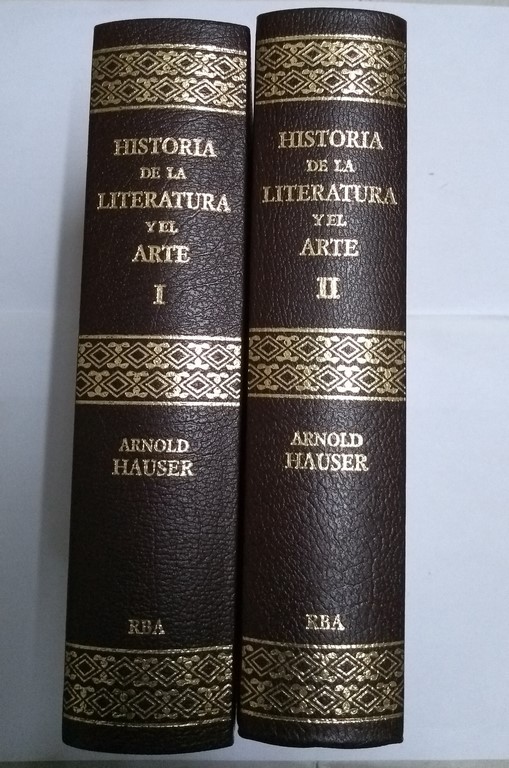 HISTORIA
DE LA
LITERATURA
Y EL
ARTE
I
ARNOLD
HAUSER
RBA
HISTORIA
DE LA
LITERATURA
Y EL
ARTE
II
ARNOLD
HAUSER
RBA